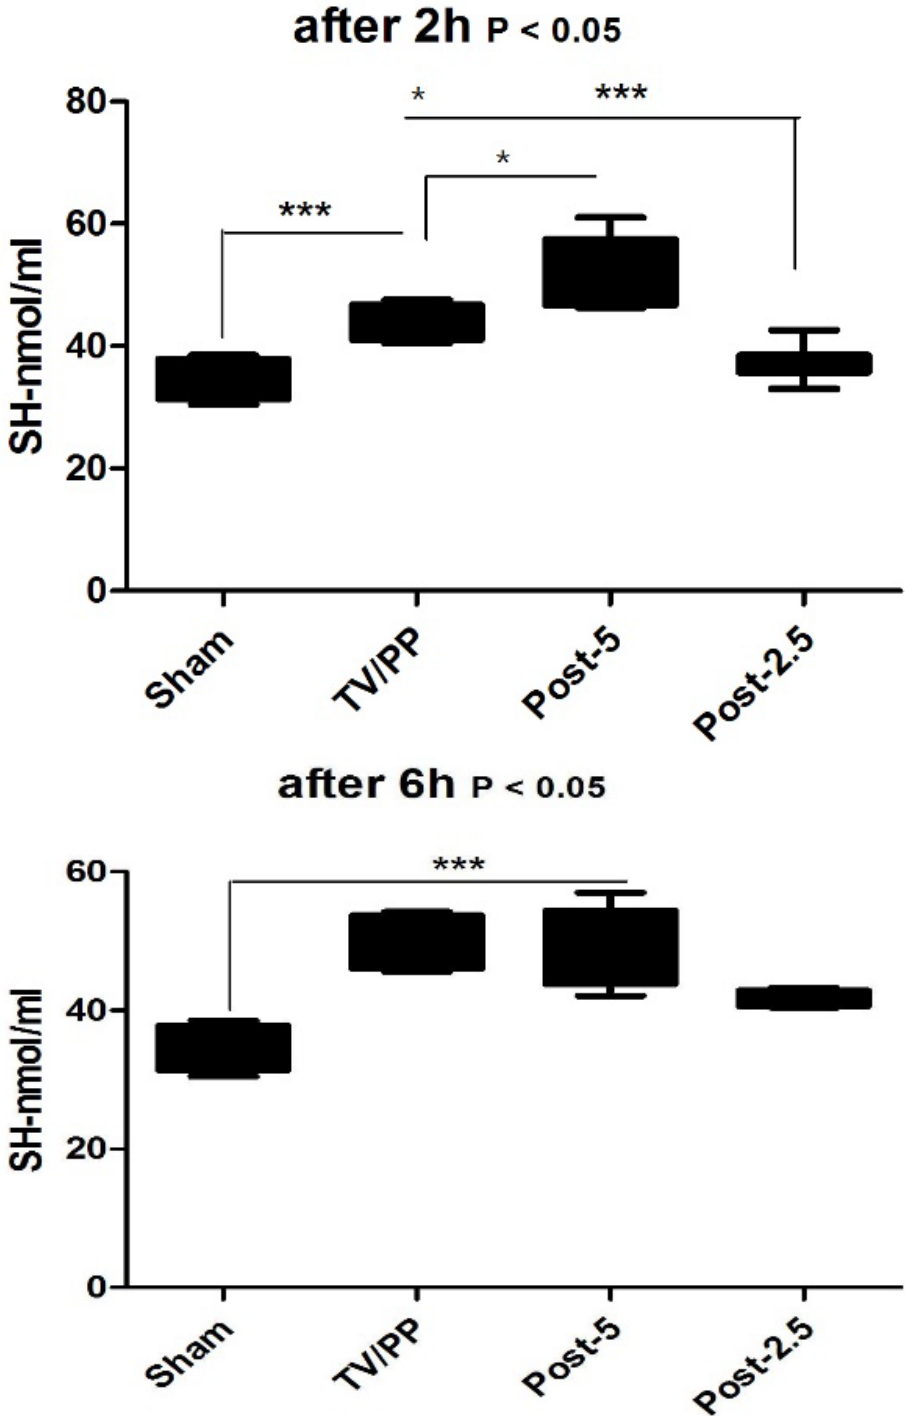 after 2h P < 0.05
80
* ***
*
60
***
SH-nmol/ml
40
20
0
Sham
TV/PP
Post-5
Post-2.5
after 6h P < 0.05
***
60
SH-nmol/ml
40
20
0
Sham
TV/PP
Post-5
Post-2.5